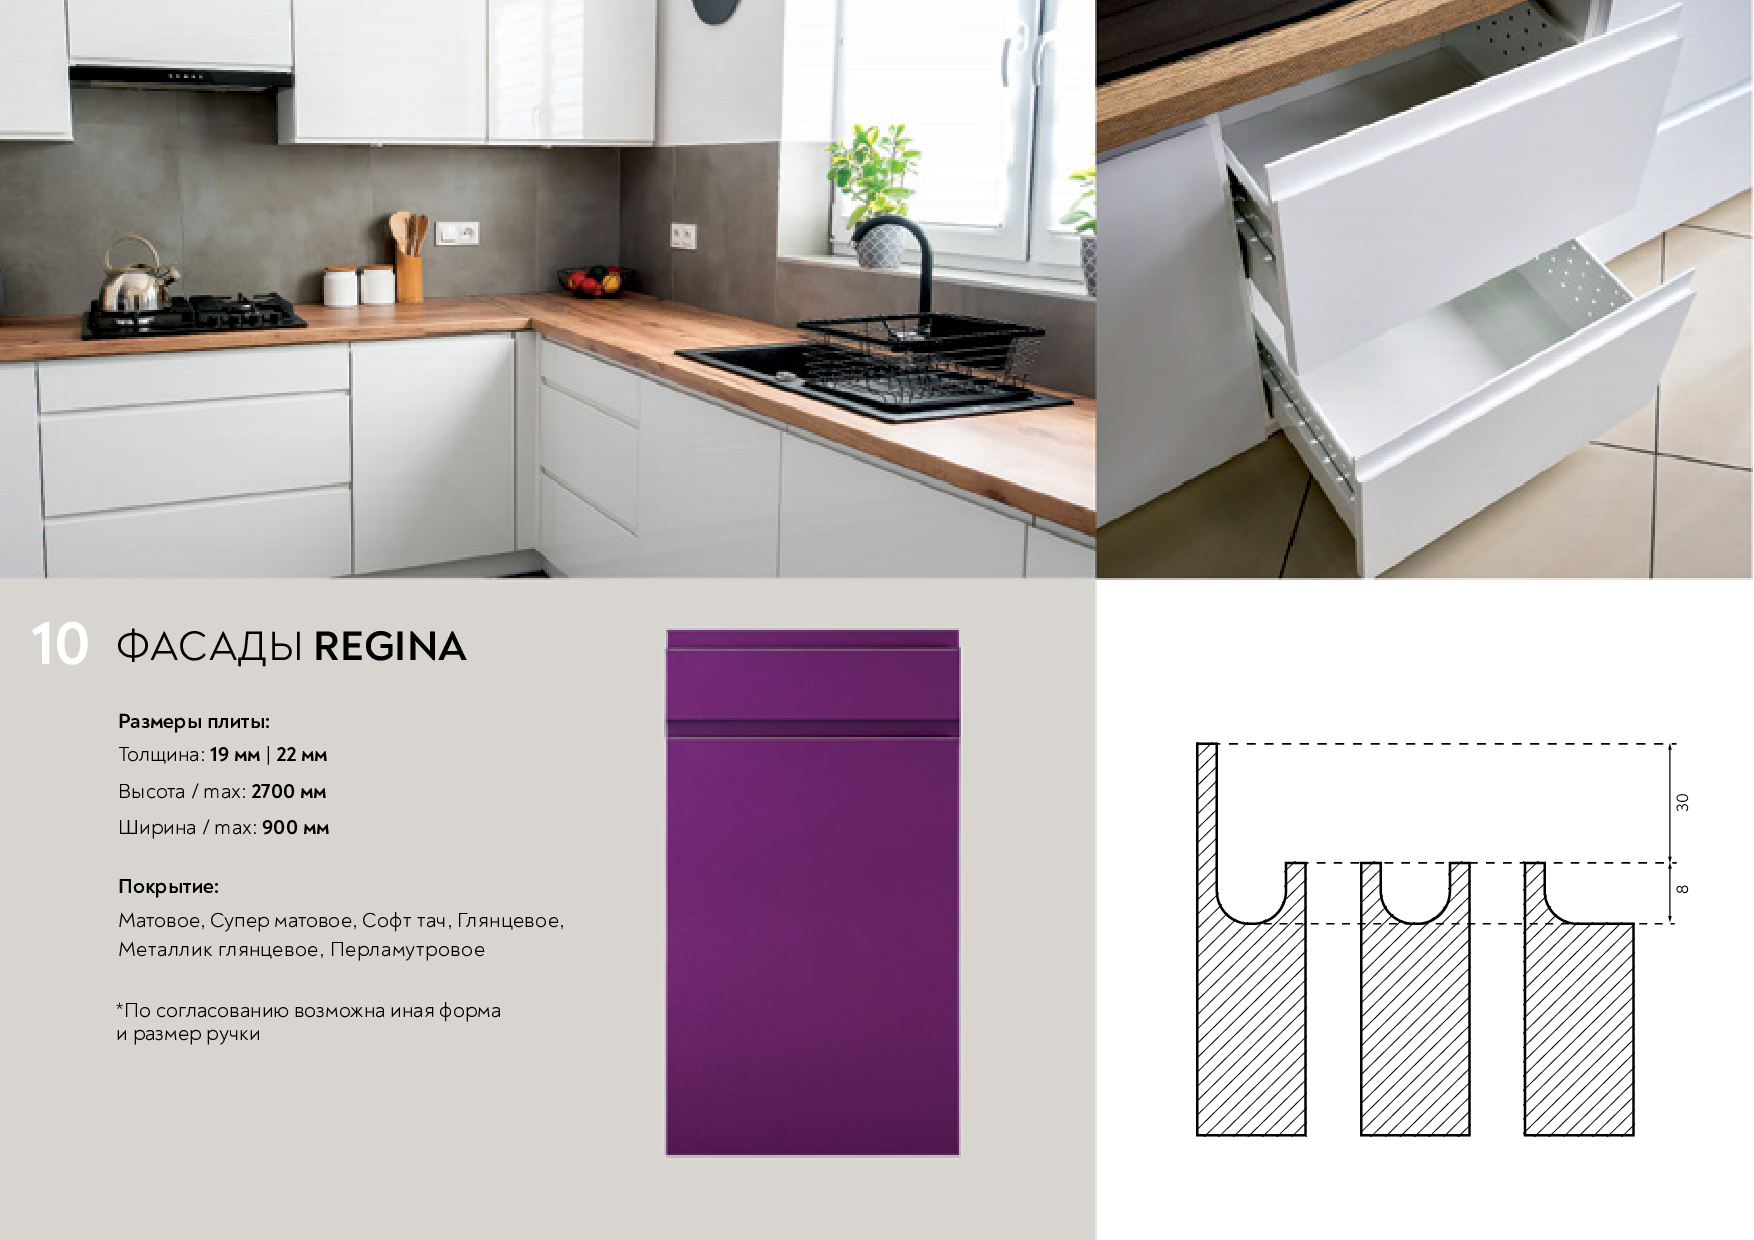 10 ФАСАДЫ REGINA
Размеры плиты:
Толщина: 19 мм | 22 мм
Высота / max: 2700 мм
Ширина / max: 900 мм
Покрытие:
Матовое, Супер матовое, Софт тач, Глянцевое,
Металлик глянцевое, Перламутровое
*По согласованию возможна иная форма
и размер ручки
30
8